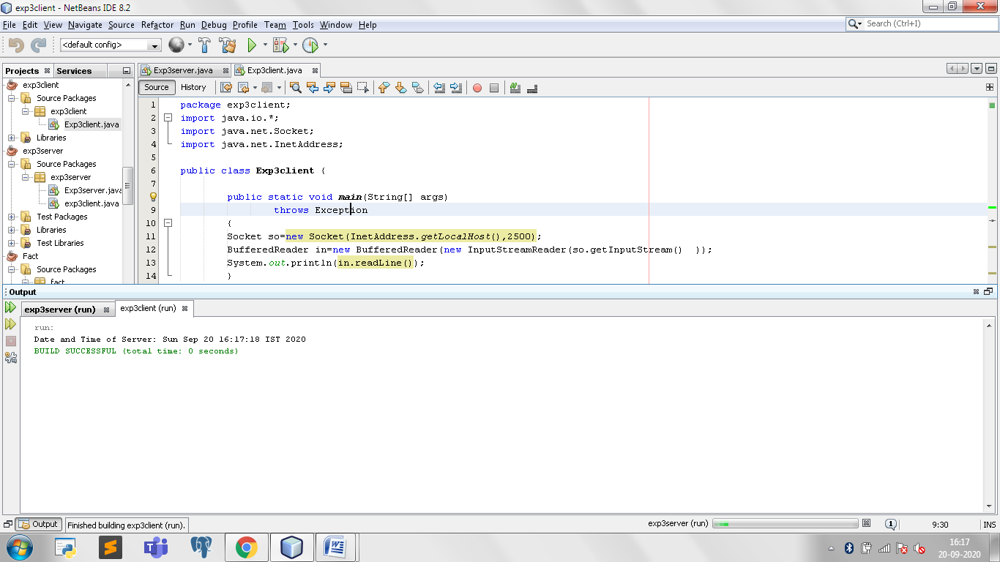 exp3client - NetBeans IDE 8.2
File Edit View Navigate Source Refactor Run Debug Profile Team Tools Window Help
Search (Ctrl+I)
<default config>
Projects Services
Exp3server.java Exp3client.java
exp3client
Source Packages
exp3client
Exp3client.java
Libraries
exp3server
Source Packages
exp3server
Exp3server.java
exp3client.java
Test Packages
Libraries
Test Libraries
Fact
Source Packages
fact
Source History
1 package exp3client;
2 import java.io.*;
3 import java.net.Socket;
4 import java.net.InetAddress;
5
6 public class Exp3client {
7
public static void main(String[] args)
9 throws Exception
10 {
11 Socket so=new Socket(InetAddress.getLocalHost(),2500);
12 BufferedReader in=new BufferedReader(new InputStreamReader(so.getInputStream()  ));
13 System.out.println(in.readLine());
14 }
Output
exp3server (run) exp3client (run)
run:
Date and Time of Server: Sun Sep 20 16:17:18 IST 2020
BUILD SUCCESSFUL (total time: 0 seconds)
Output Finished building exp3client (run). exp3server (run) 1 9:30 INS
16:17
20-09-2020